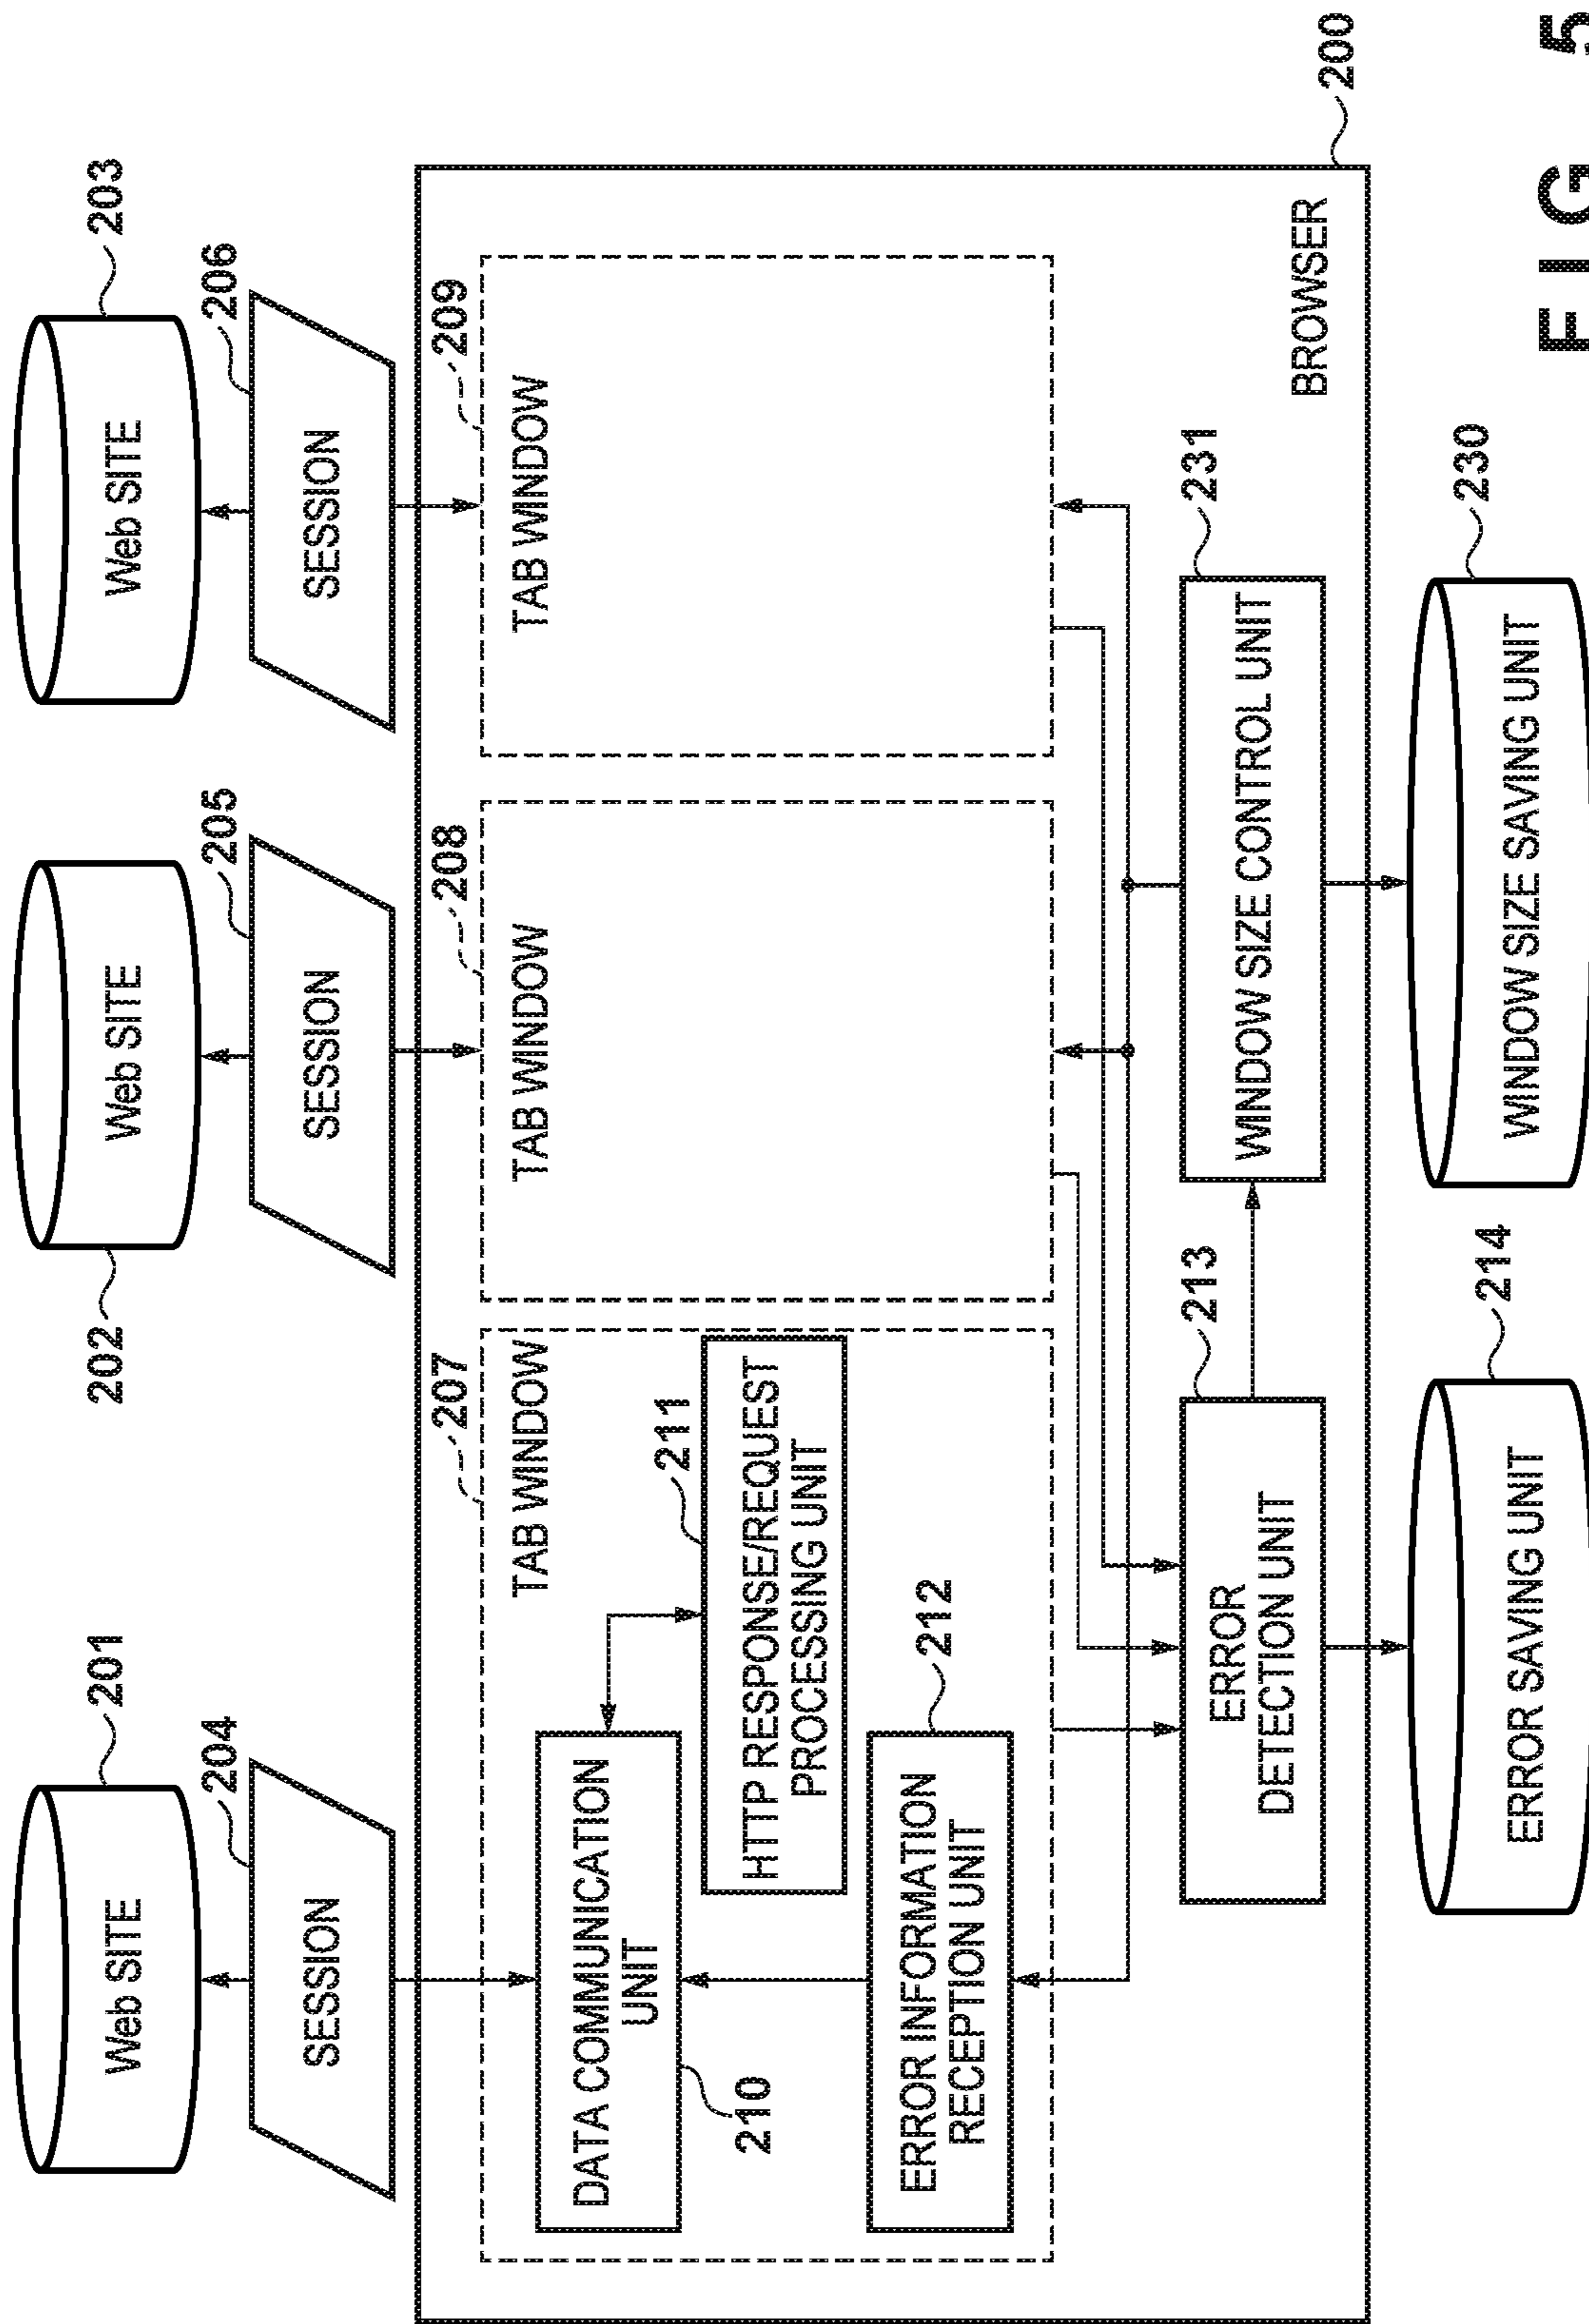 201
Web SITE
204
SESSION
202
Web SITE
205
SESSION
203
Web SITE
206
SESSION
207
TAB WINDOW
DATA COMMUNICATION
UNIT
210
211
HTTP RESPONSE/REQUEST
PROCESSING UNIT
212
ERROR INFORMATION
RECEPTION UNIT
208
TAB WINDOW
209
TAB WINDOW
213
ERROR
DETECTION UNIT
231
WINDOW SIZE CONTROL UNIT
BROWSER
200
214
ERROR SAVING UNIT
230
WINDOW SIZE SAVING UNIT
FIG. 5